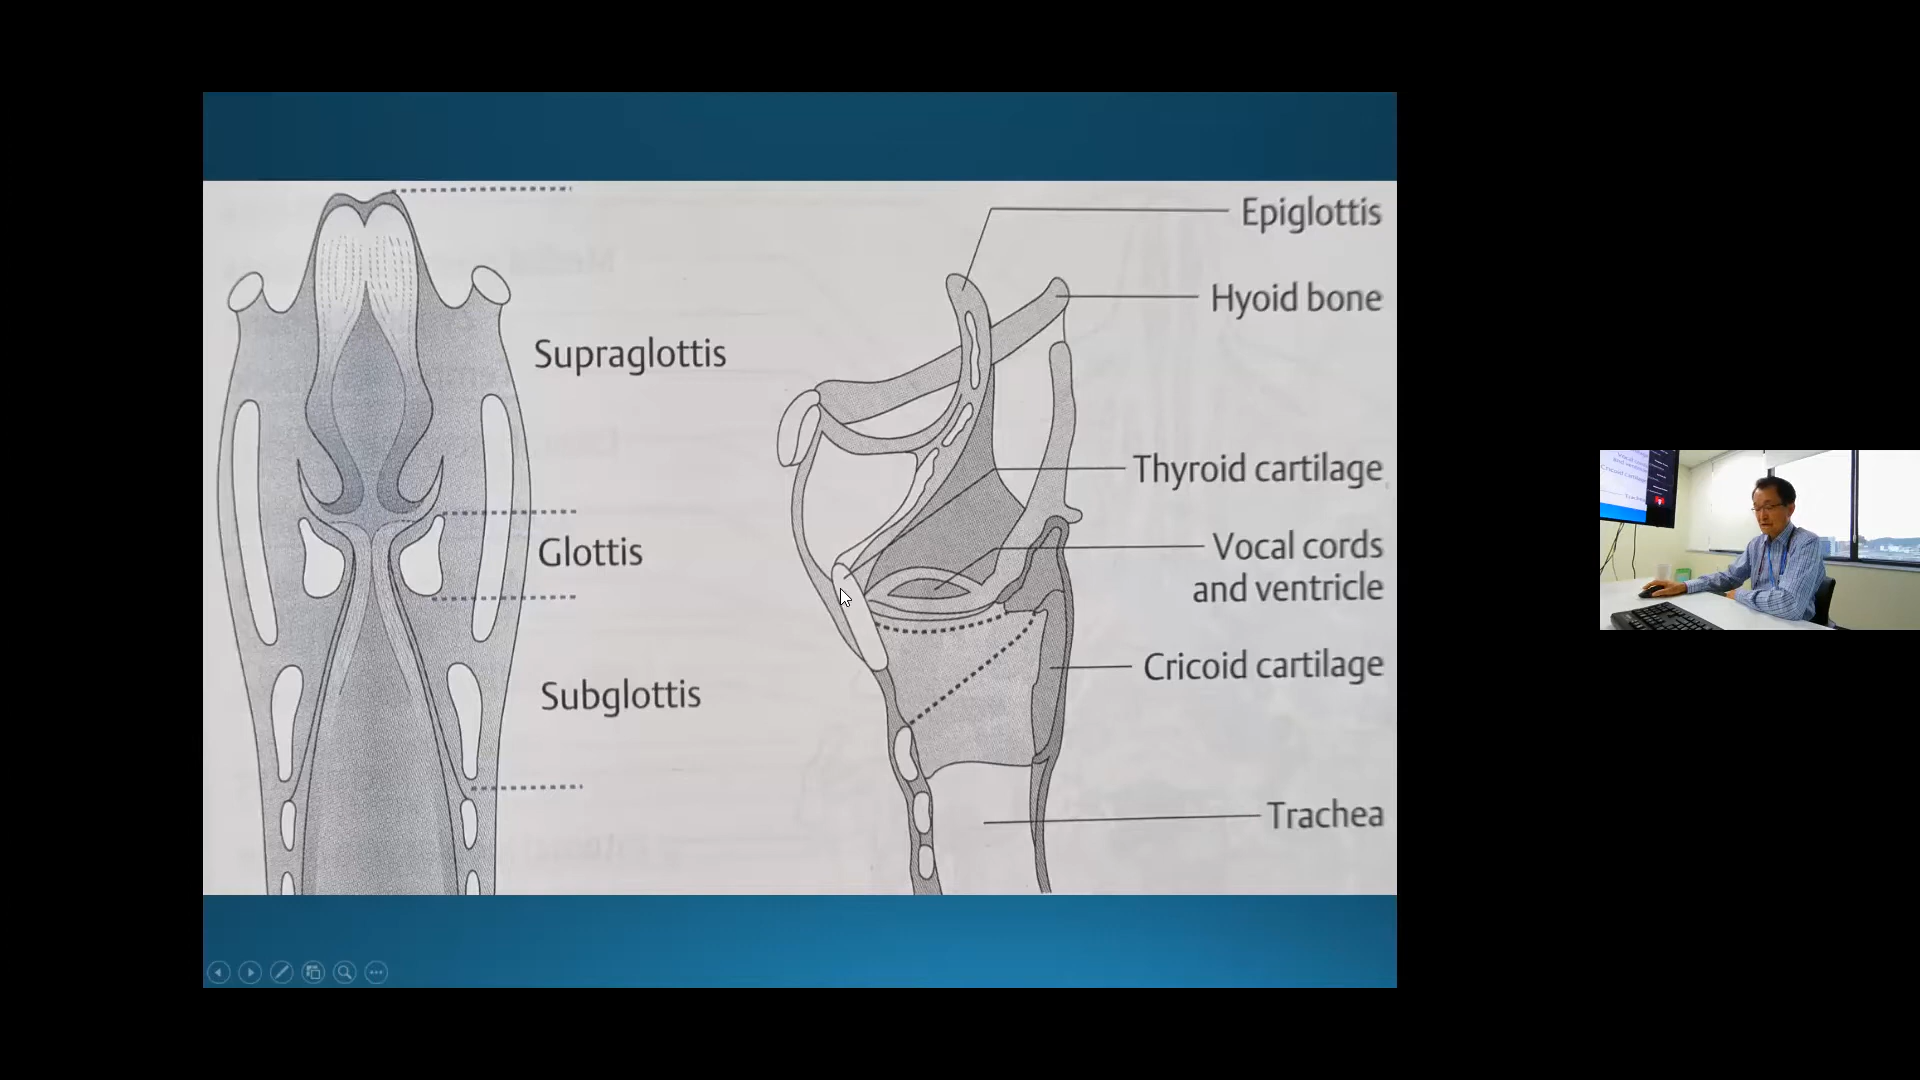 Supraglottis
Glottis
Subglottis
Epiglottis
Hyoid bone
Thyroid cartilage
Vocal cords
and ventricle
Cricoid cartilage
Trachea